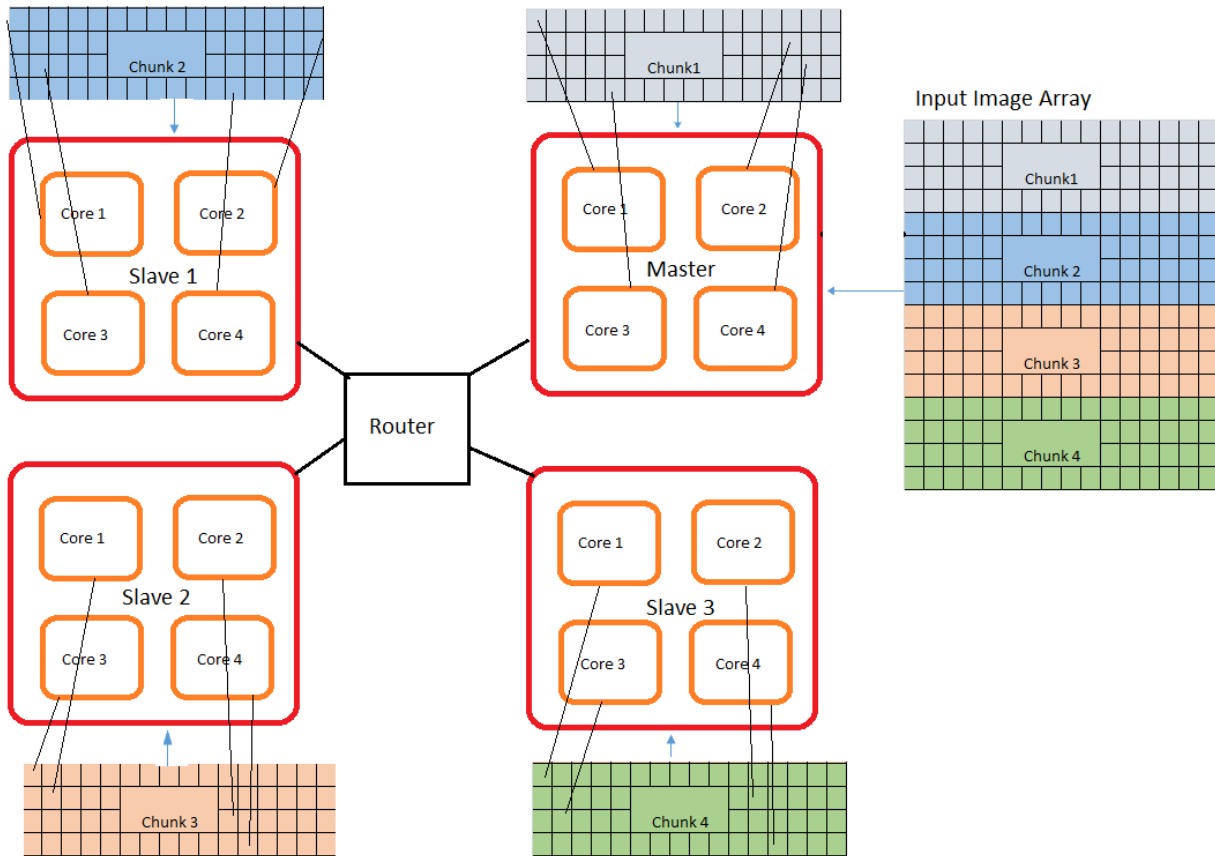 Chunk 2
Chunk1
Input Image Array
Chunk1
Chunk 2
Chunk 3
Chunk 4
Core 1
Core 2
Slave 1
Core 3
Core 4
Core 1
Core 2
Master
Core 3
Core 4
Router
Core 1
Core 2
Slave 2
Core 3
Core 4
Core 1
Core 2
Slave 3
Core 3
Core 4
Chunk 3
Chunk 4